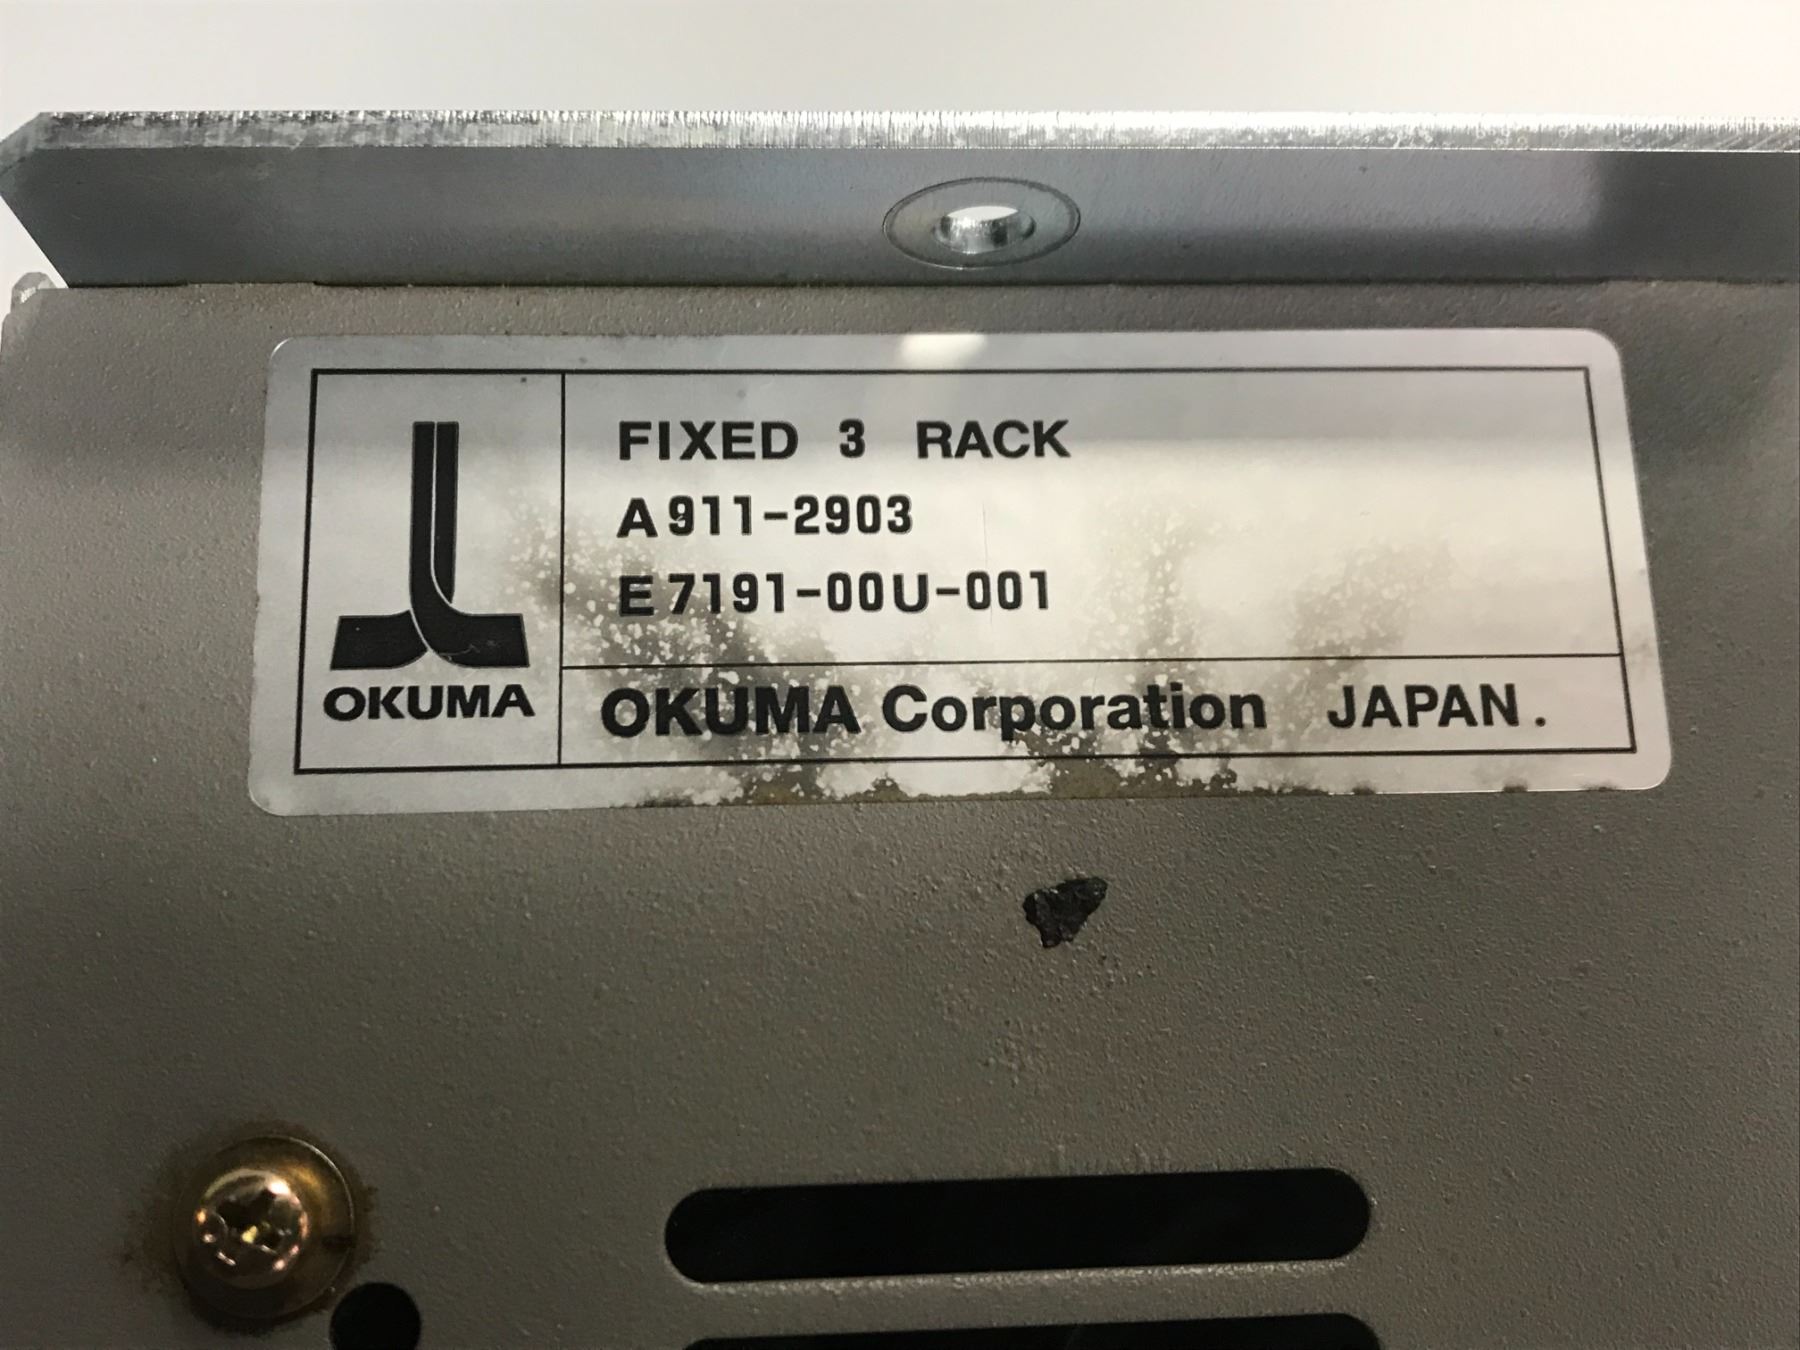 FIXED 3 RACK
A911-2903
E7191-00U-001
OKUMA
OKUMA Corporation JAPAN.